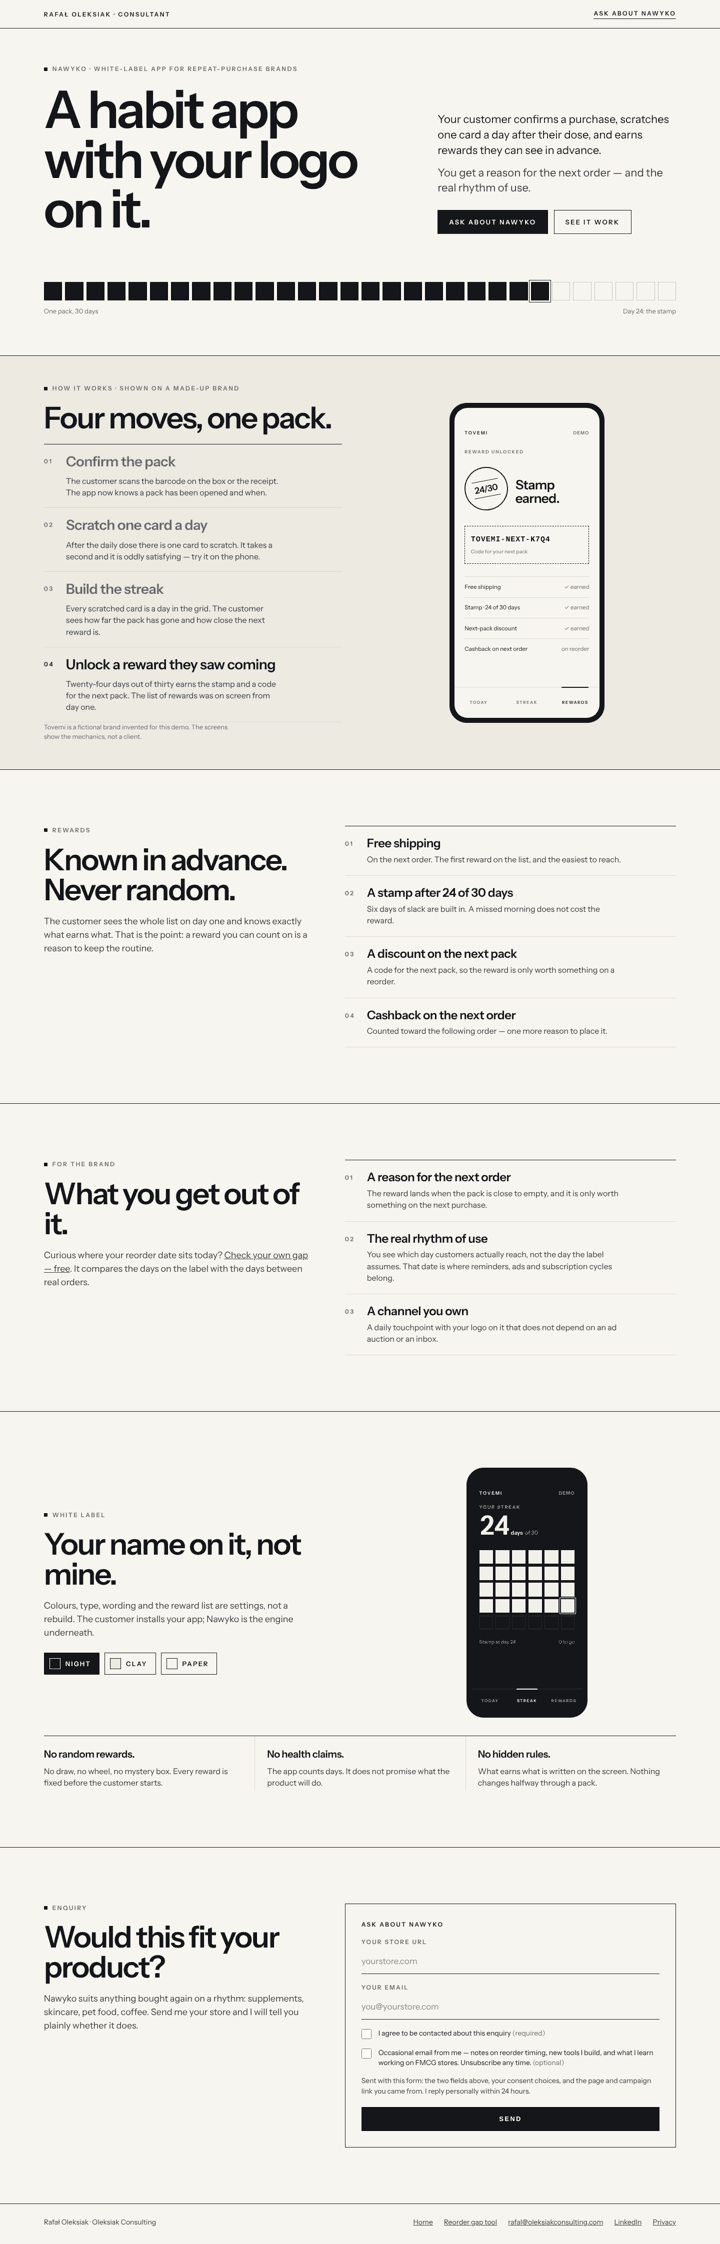 RAFAŁ OLEKSIAK · CONSULTANT
ASK ABOUT NAWYKO
NAWYKO · WHITE-LABEL APP FOR REPEAT-PURCHASE BRANDS
A habit app
with your logo
on it.
Your customer confirms a purchase, scratches
one card a day after their dose, and earns
rewards they can see in advance.
You get a reason for the next order — and the
real rhythm of use.
ASK ABOUT NAWYKO
SEE IT WORK
One pack, 30 days
Day 24: the stamp
HOW IT WORKS · SHOWN ON A MADE-UP BRAND
Four moves, one pack.
01 Confirm the pack
The customer scans the barcode on the box or the receipt.
The app now knows a pack has been opened and when.
02 Scratch one card a day
After the daily dose there is one card to scratch. It takes a
second and it is oddly satisfying — try it on the phone.
03 Build the streak
Every scratched card is a day in the grid. The customer
sees how far the pack has gone and how close the next
reward is.
04 Unlock a reward they saw coming
Twenty-four days out of thirty earns the stamp and a code
for the next pack. The list of rewards was on screen from
day one.
Tovemi is a fictional brand invented for this demo. The screens
show the mechanics, not a client.
TOVEMI DEMO
REWARD UNLOCKED
24/30
Stamp
earned.
TOVEMI-NEXT-K7Q4
Code for your next pack
Free shipping ✓ earned
Stamp · 24 of 30 days ✓ earned
Next-pack discount ✓ earned
Cashback on next order on reorder
TODAY STREAK REWARDS
REWARDS
Known in advance.
Never random.
The customer sees the whole list on day one and knows exactly
what earns what. That is the point: a reward you can count on is a
reason to keep the routine.
01 Free shipping
On the next order. The first reward on the list, and the easiest to reach.
02 A stamp after 24 of 30 days
Six days of slack are built in. A missed morning does not cost the
reward.
03 A discount on the next pack
A code for the next pack, so the reward is only worth something on a
reorder.
04 Cashback on the next order
Counted toward the following order — one more reason to place it.
FOR THE BRAND
What you get out of
it.
Curious where your reorder date sits today? Check your own gap
— free. It compares the days on the label with the days between
real orders.
01 A reason for the next order
The reward lands when the pack is close to empty, and it is only worth
something on the next purchase.
02 The real rhythm of use
You see which day customers actually reach, not the day the label
assumes. That date is where reminders, ads and subscription cycles
belong.
03 A channel you own
A daily touchpoint with your logo on it that does not depend on an ad
auction or an inbox.
WHITE LABEL
Your name on it, not
mine.
Colours, type, wording and the reward list are settings, not a
rebuild. The customer installs your app; Nawyko is the engine
underneath.
NIGHT CLAY PAPER
TOVEMI DEMO
YOUR STREAK
24 days of 30
Stamp at day 24 0 to go
TODAY STREAK REWARDS
No random rewards.
No draw, no wheel, no mystery box. Every reward is
fixed before the customer starts.
No health claims.
The app counts days. It does not promise what the
product will do.
No hidden rules.
What earns what is written on the screen. Nothing
changes halfway through a pack.
ENQUIRY
Would this fit your
product?
Nawyko suits anything bought again on a rhythm: supplements,
skincare, pet food, coffee. Send me your store and I will tell you
plainly whether it does.
ASK ABOUT NAWYKO
YOUR STORE URL
yourstore.com
YOUR EMAIL
you@yourstore.com
I agree to be contacted about this enquiry (required)
Occasional email from me — notes on reorder timing, new tools I build, and what I learn
working on FMCG stores. Unsubscribe any time. (optional)
Sent with this form: the two fields above, your consent choices, and the page and campaign
link you came from. I reply personally within 24 hours.
SEND
Rafał Oleksiak · Oleksiak Consulting
Home Reorder gap tool rafal@oleksiakconsulting.com LinkedIn Privacy